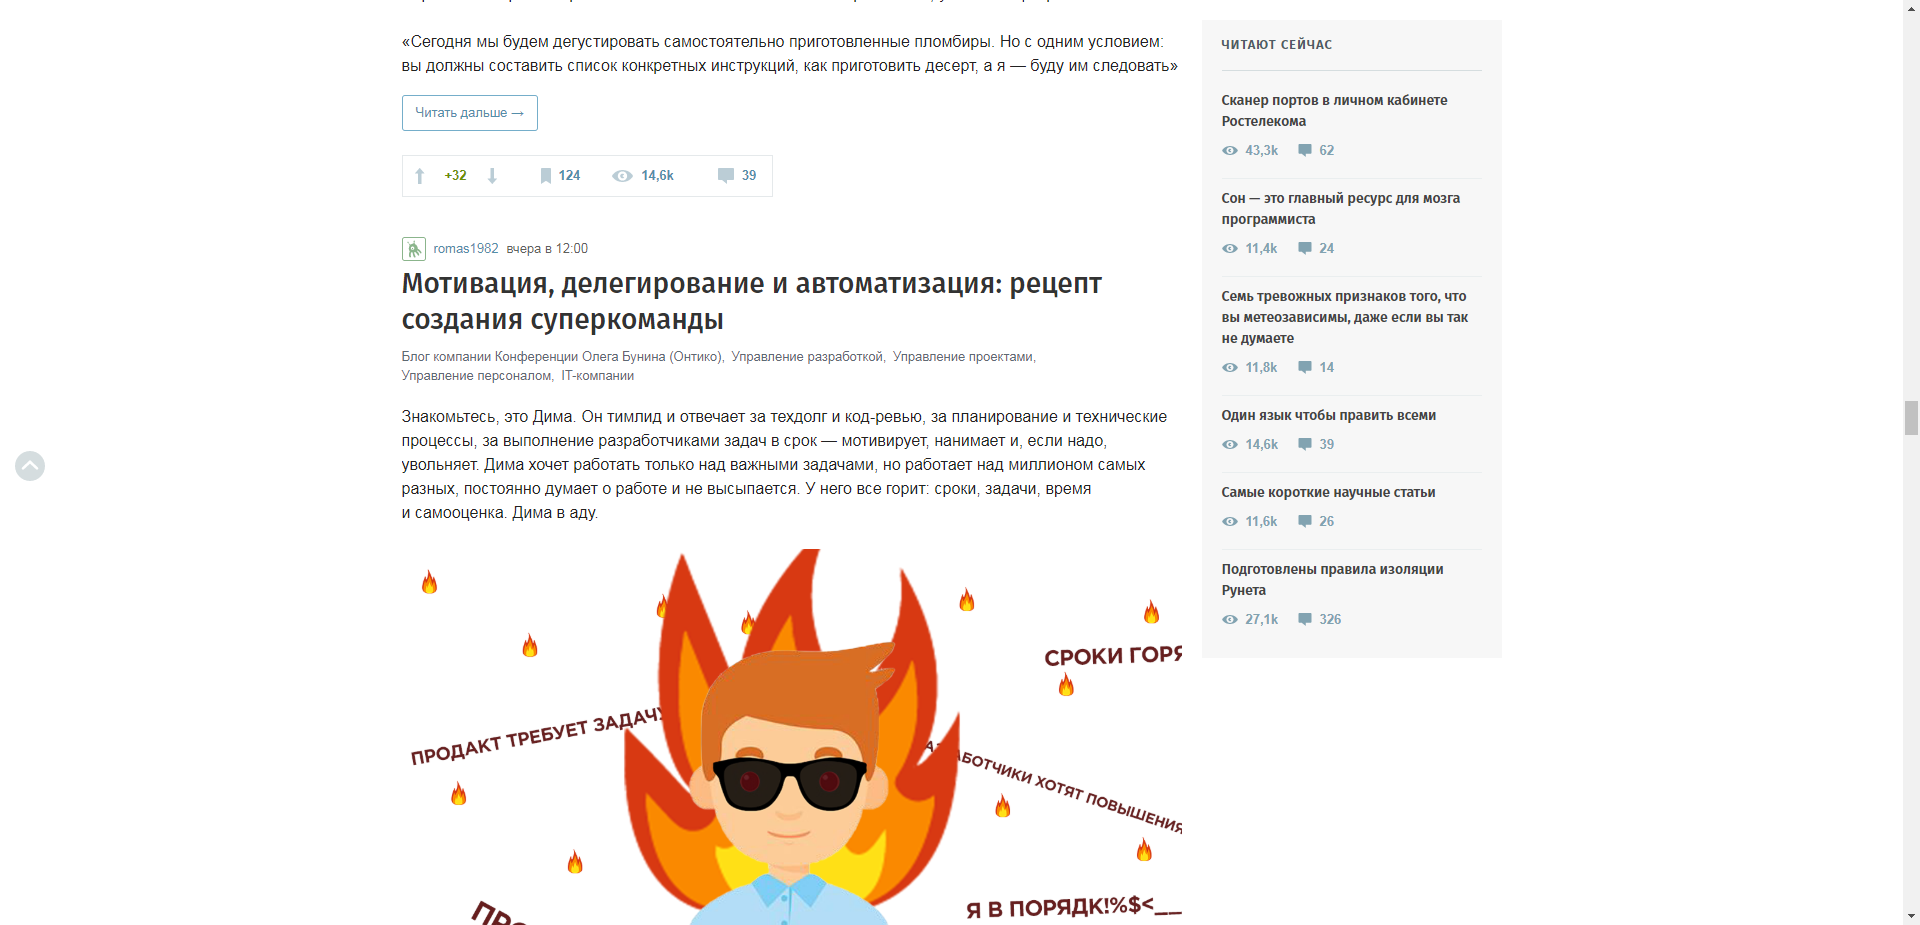 «Сегодня мы будем дегустировать самостоятельно приготовленные пломбиры. Но с одним условием:
вы должны составить список конкретных инструкций, как приготовить десерт, а я — буду им следовать»
Читать дальше →
+32 124 14,6k 39
romas1982 вчера в 12:00
Мотивация, делегирование и автоматизация: рецепт
создания суперкоманды
Блог компании Конференции Олега Бунина (Онтико), Управление разработкой, Управление проектами,
Управление персоналом, IT-компании
Знакомьтесь, это Дима. Он тимлид и отвечает за техдолг и код-ревью, за планирование и технические
процессы, за выполнение разработчиками задач в срок — мотивирует, нанимает и, если надо,
увольняет. Дима хочет работать только над важными задачами, но работает над миллионом самых
разных, постоянно думает о работе и не высыпается. У него все горит: сроки, задачи, время
и самооценка. Дима в аду.
СРОКИ ГОРЯ
ПРОДАКТ ТРЕБУЕТ ЗАДАЧУ
АБОТЧИКИ ХОТЯТ ПОВЫШЕНИЯ
Я В ПОРЯДК!%$<__
ЧИТАЮТ СЕЙЧАС
Сканер портов в личном кабинете
Ростелекома
43,3k 62
Сон — это главный ресурс для мозга
программиста
11,4k 24
Семь тревожных признаков того, что
вы метеозависимы, даже если вы так
не думаете
11,8k 14
Один язык чтобы править всеми
14,6k 39
Самые короткие научные статьи
11,6k 26
Подготовлены правила изоляции
Рунета
27,1k 326